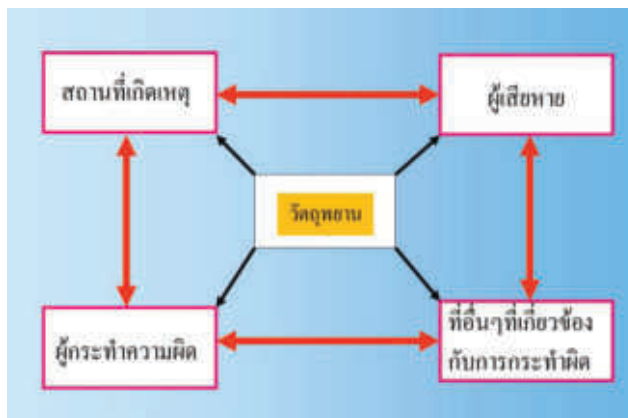 สถานที่เกิดเหตุ
ผู้เสียหาย
วัตถุพยาน
ผู้กระทำความผิด
ที่อื่นๆที่เกี่ยวข้อง
กับการกระทำผิด